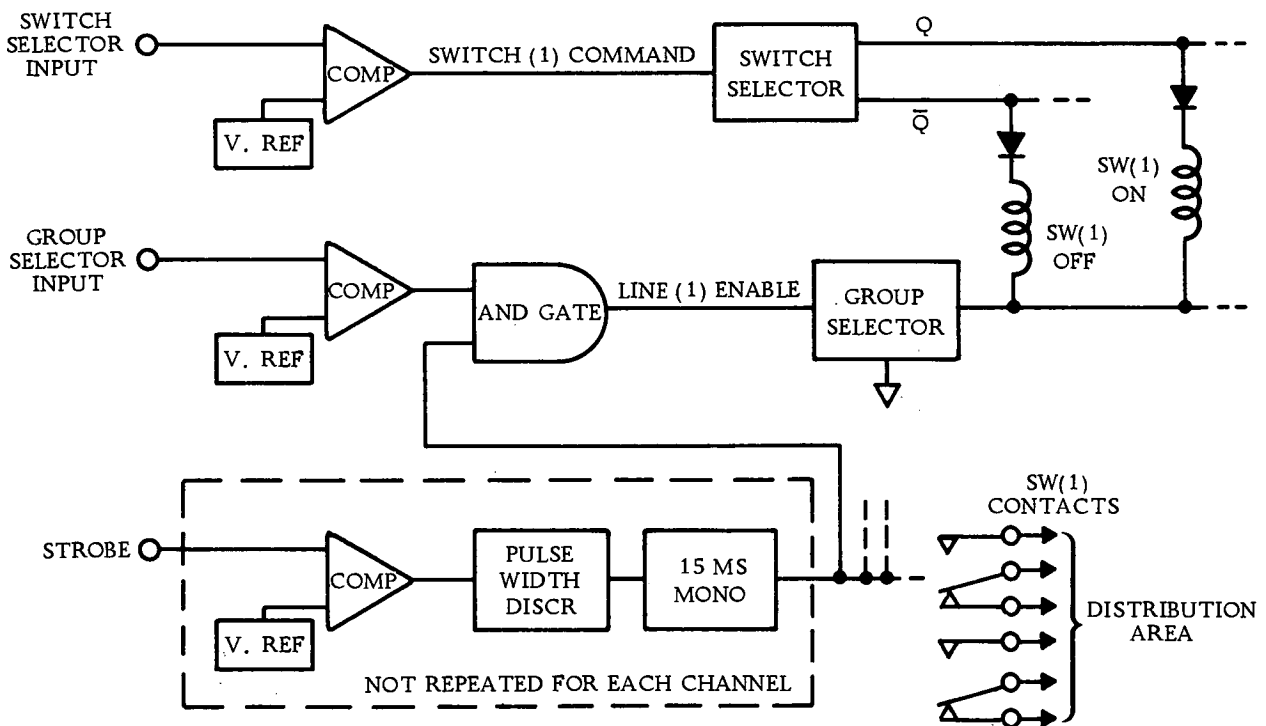 SWITCH
SELECTOR
INPUT
COMP
V. REF
SWITCH (1) COMMAND
SWITCH
SELECTOR
Q
Q̄
SW(1)
OFF
SW(1)
ON
GROUP
SELECTOR
INPUT
COMP
V. REF
AND GATE
LINE (1) ENABLE
GROUP
SELECTOR
STROBE
COMP
V. REF
PULSE
WIDTH
DISCR
15 MS
MONO
NOT REPEATED FOR EACH CHANNEL
SW(1)
CONTACTS
DISTRIBUTION
AREA